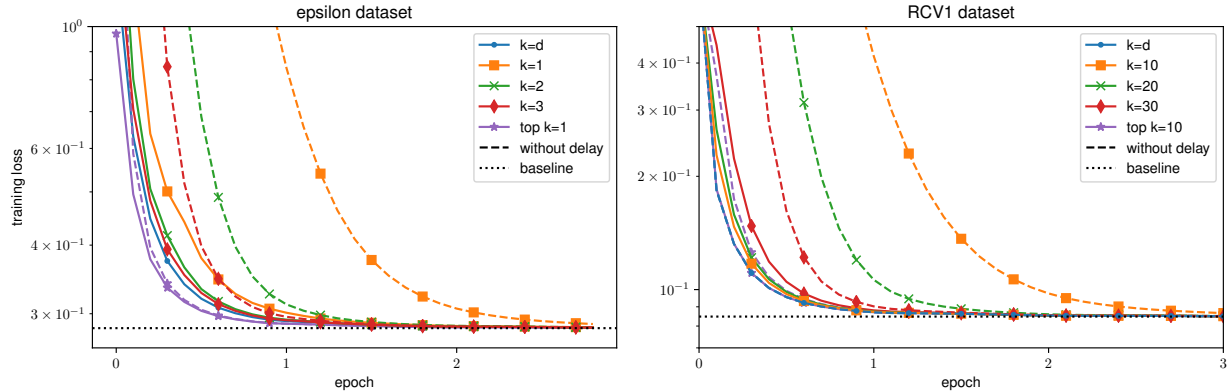 epsilon dataset
10⁰
6 × 10⁻¹
4 × 10⁻¹
3 × 10⁻¹
training loss
0
1
2
epoch
k=d
k=1
k=2
k=3
top k=1
without delay
baseline
RCV1 dataset
4 × 10⁻¹
3 × 10⁻¹
2 × 10⁻¹
10⁻¹
0
1
2
3
epoch
k=d
k=10
k=20
k=30
top k=10
without delay
baseline